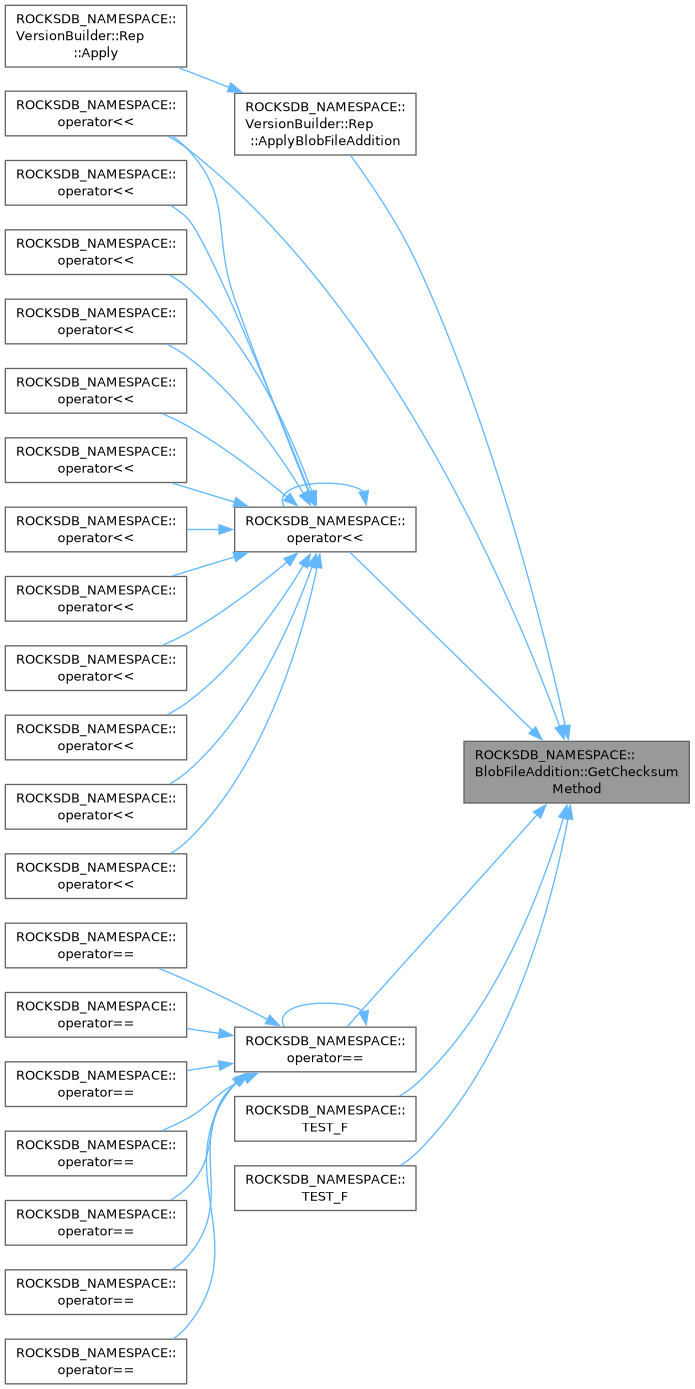 ROCKSDB_NAMESPACE::
VersionBuilder::Rep
::Apply
ROCKSDB_NAMESPACE::
operator<<
ROCKSDB_NAMESPACE::
operator<<
ROCKSDB_NAMESPACE::
operator<<
ROCKSDB_NAMESPACE::
operator<<
ROCKSDB_NAMESPACE::
operator<<
ROCKSDB_NAMESPACE::
operator<<
ROCKSDB_NAMESPACE::
operator<<
ROCKSDB_NAMESPACE::
operator<<
ROCKSDB_NAMESPACE::
operator<<
ROCKSDB_NAMESPACE::
operator<<
ROCKSDB_NAMESPACE::
operator<<
ROCKSDB_NAMESPACE::
operator<<
ROCKSDB_NAMESPACE::
operator==
ROCKSDB_NAMESPACE::
operator==
ROCKSDB_NAMESPACE::
operator==
ROCKSDB_NAMESPACE::
operator==
ROCKSDB_NAMESPACE::
operator==
ROCKSDB_NAMESPACE::
operator==
ROCKSDB_NAMESPACE::
operator==
ROCKSDB_NAMESPACE::
VersionBuilder::Rep
::ApplyBlobFileAddition
ROCKSDB_NAMESPACE::
operator<<
ROCKSDB_NAMESPACE::
operator==
ROCKSDB_NAMESPACE::
TEST_F
ROCKSDB_NAMESPACE::
TEST_F
ROCKSDB_NAMESPACE::
BlobFileAddition::GetChecksum
Method